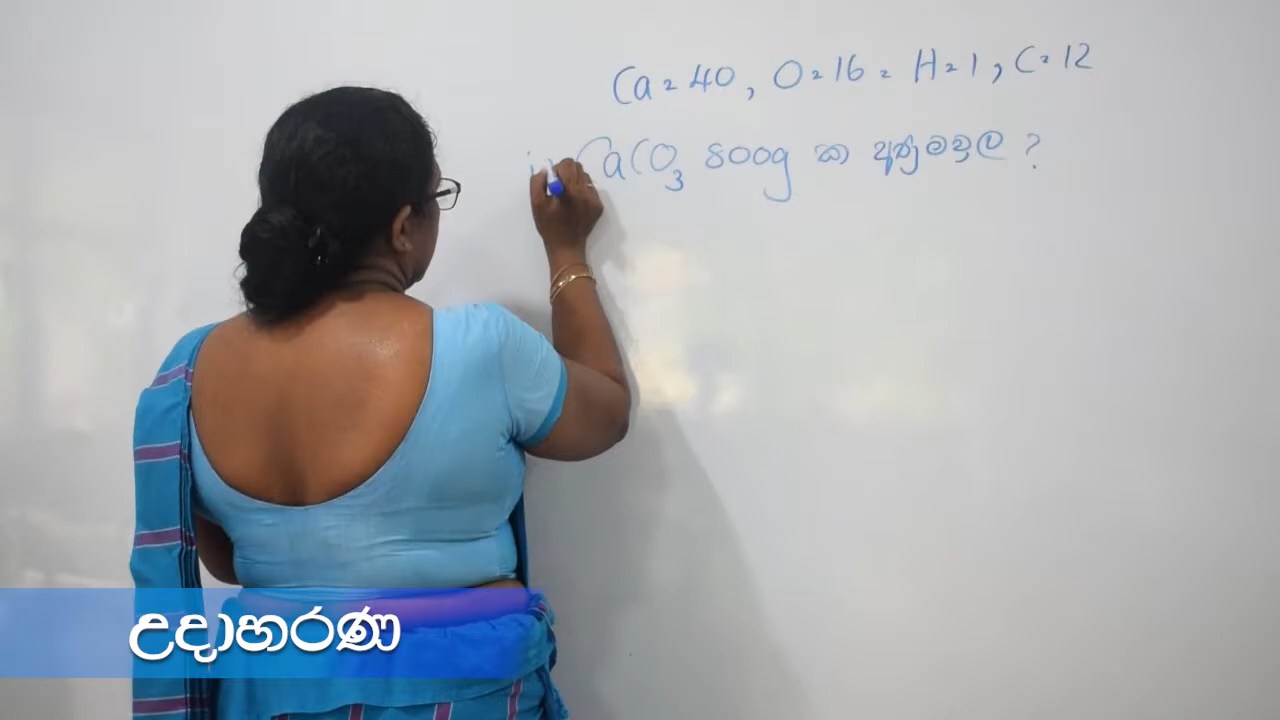 Ca = 40, O = 16 = H = 1, C = 12
CaCO₃ 800g ක අණුමවුල ?
උදාහරණ